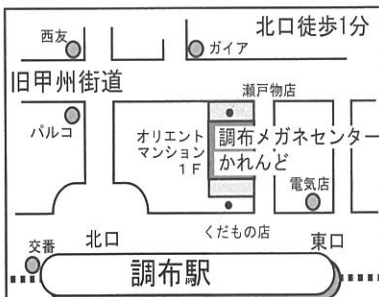 北口徒歩1分
西友
ガイア
旧甲州街道
瀬戸物店
パルコ
オリエント
マンション
1F
調布メガネセンター
かれんど
電気店
くだもの店
交番
北口
東口
調布駅